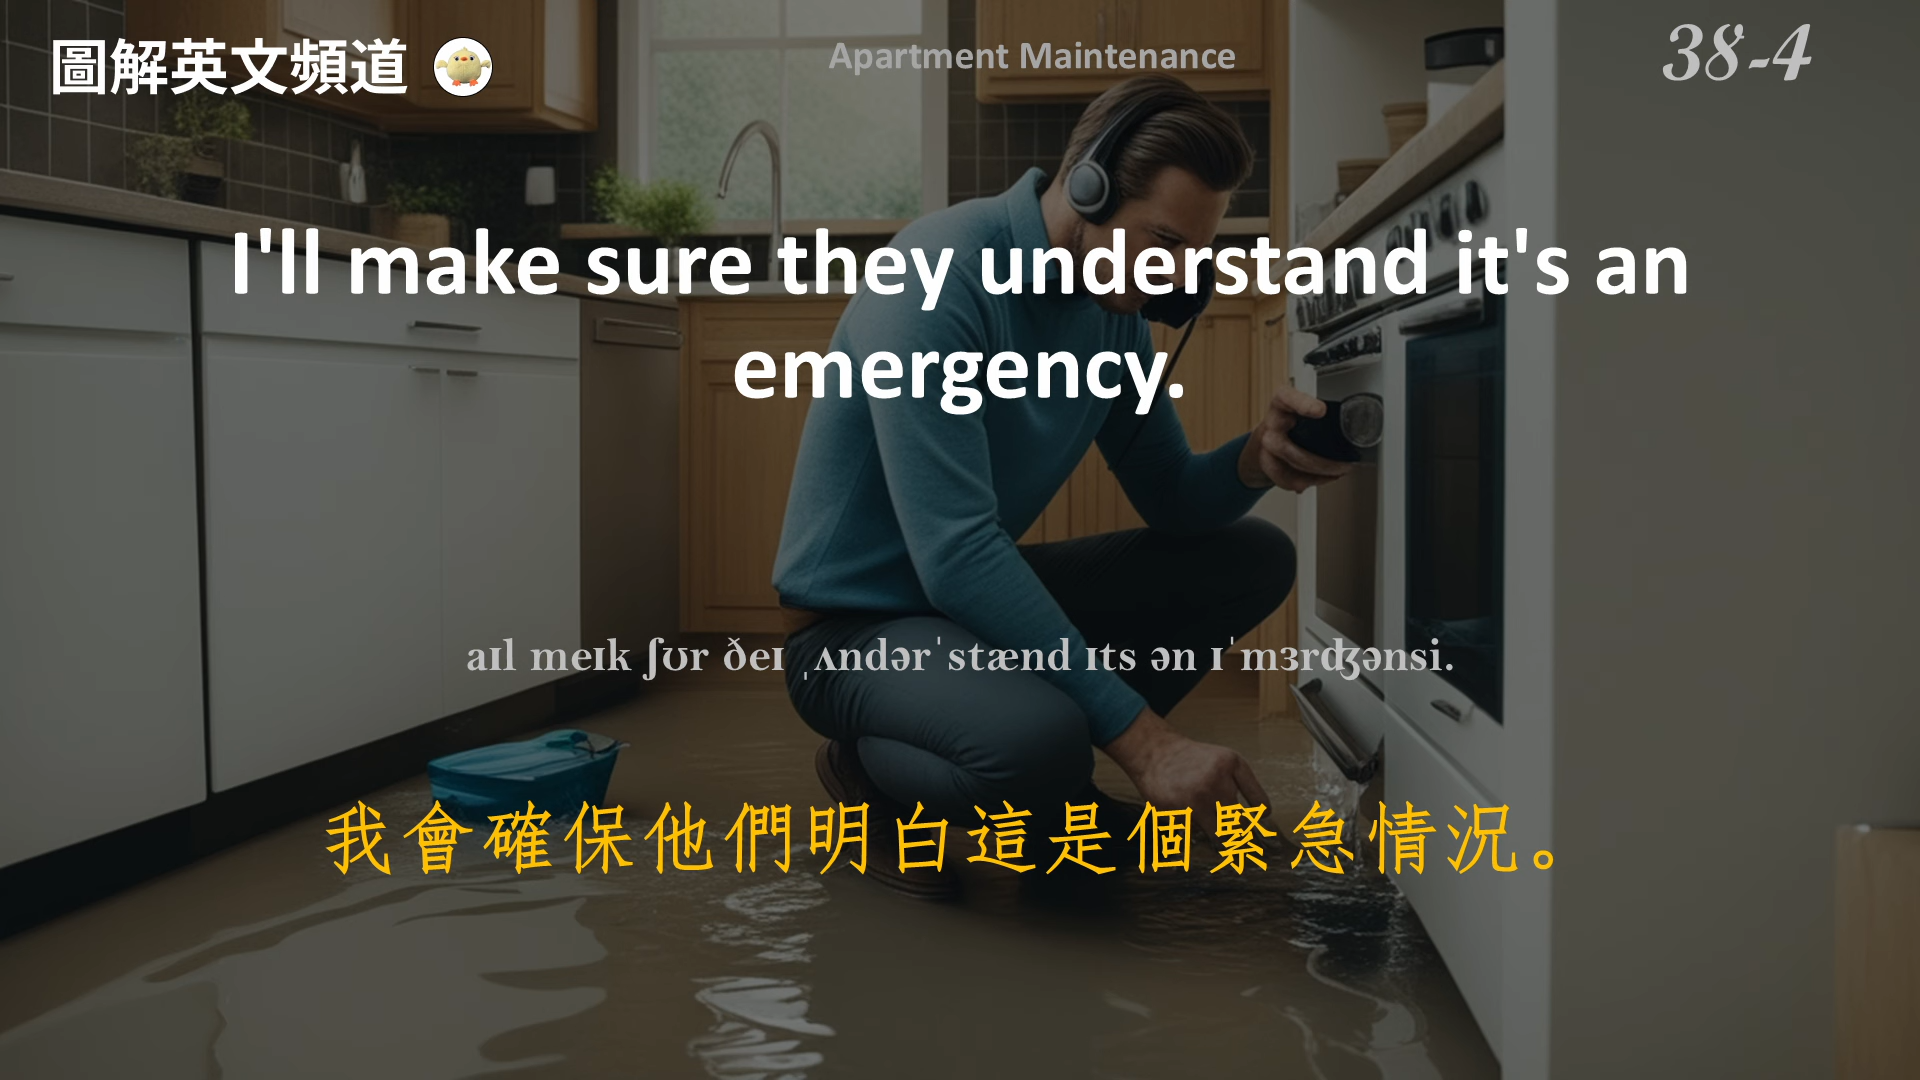 圖解英文頻道
Apartment Maintenance
38-4
I'll make sure they understand it's an
emergency.
aɪl meɪk ʃʊr ðeɪ ˌʌndərˈstænd ɪts ən ɪˈmɜrʤənsi.
我會確保他們明白這是個緊急情況。